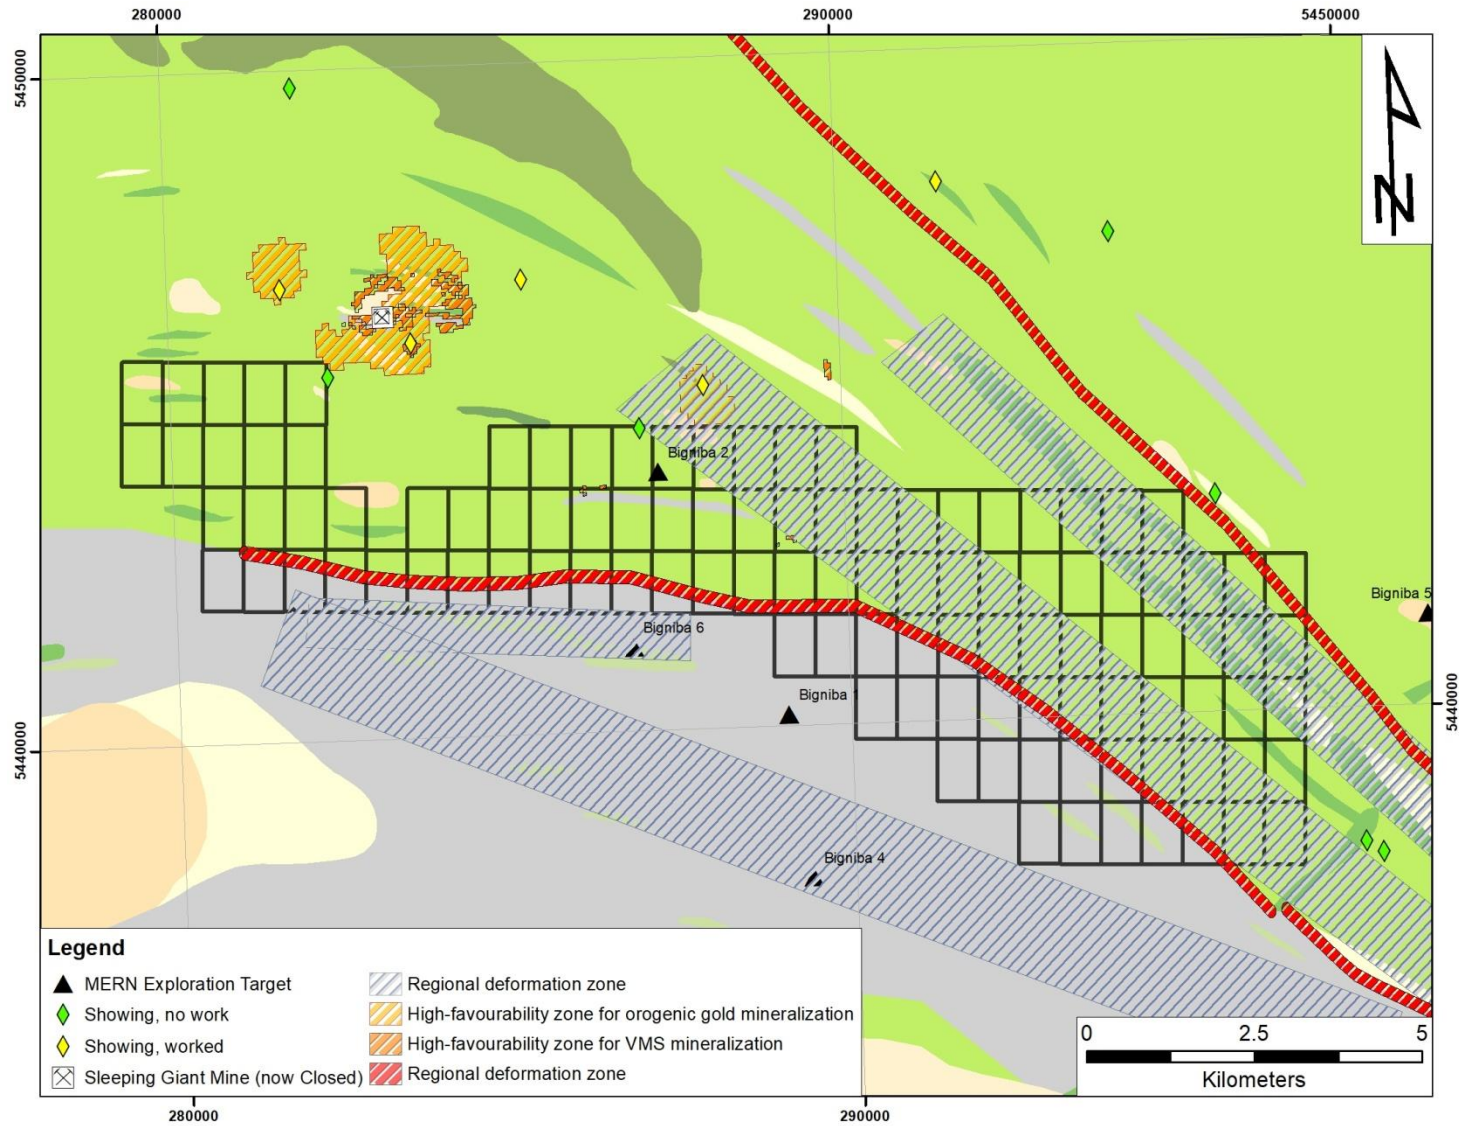 280000
290000
5450000
5450000
N
Bigniba 2
Bigniba 5
Bigniba 6
Bigniba
5440000
5440000
Bigniba 4
Legend
MERN Exploration Target
Showing, no work
Showing, worked
Sleeping Giant Mine (now Closed)
Regional deformation zone
High-favourability zone for orogenic gold mineralization
High-favourability zone for VMS mineralization
Regional deformation zone
0 2.5 5
Kilometers
280000
290000